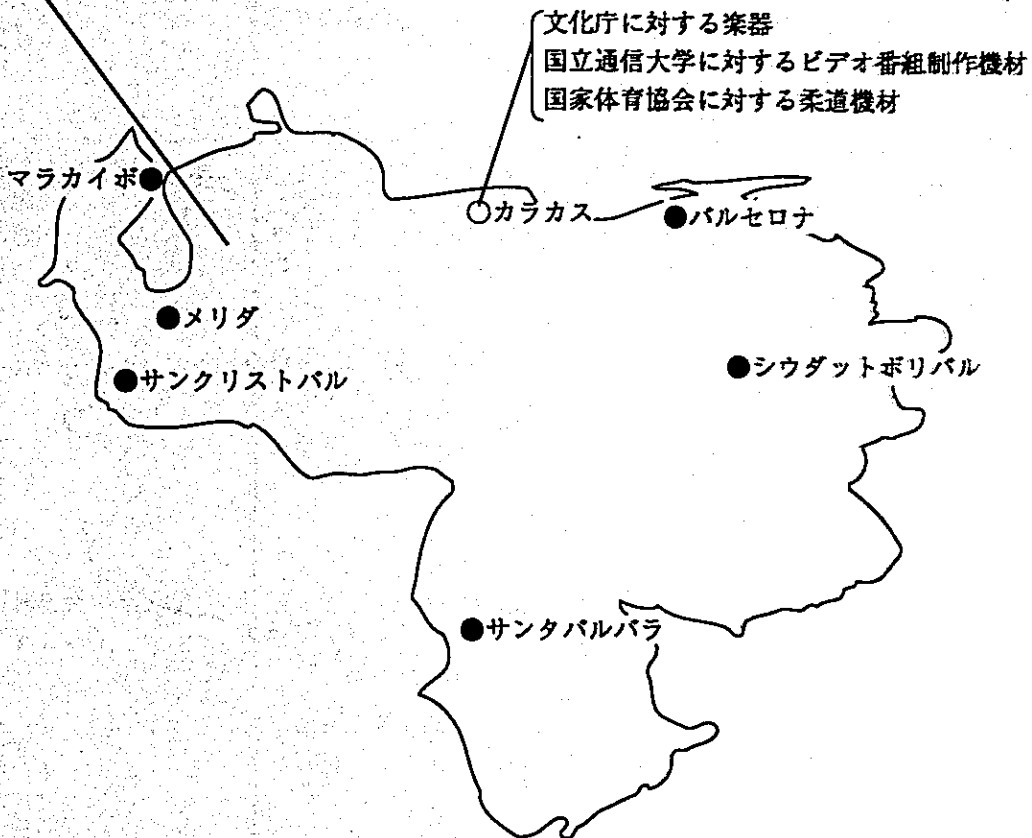 文化庁に対する楽器
国立通信大学に対するビデオ番組制作機材
国家体育協会に対する柔道機材
マラカイボ
カラカス
バルセロナ
メリダ
サンクリストバル
シウダットボリバル
サンタバルバラ